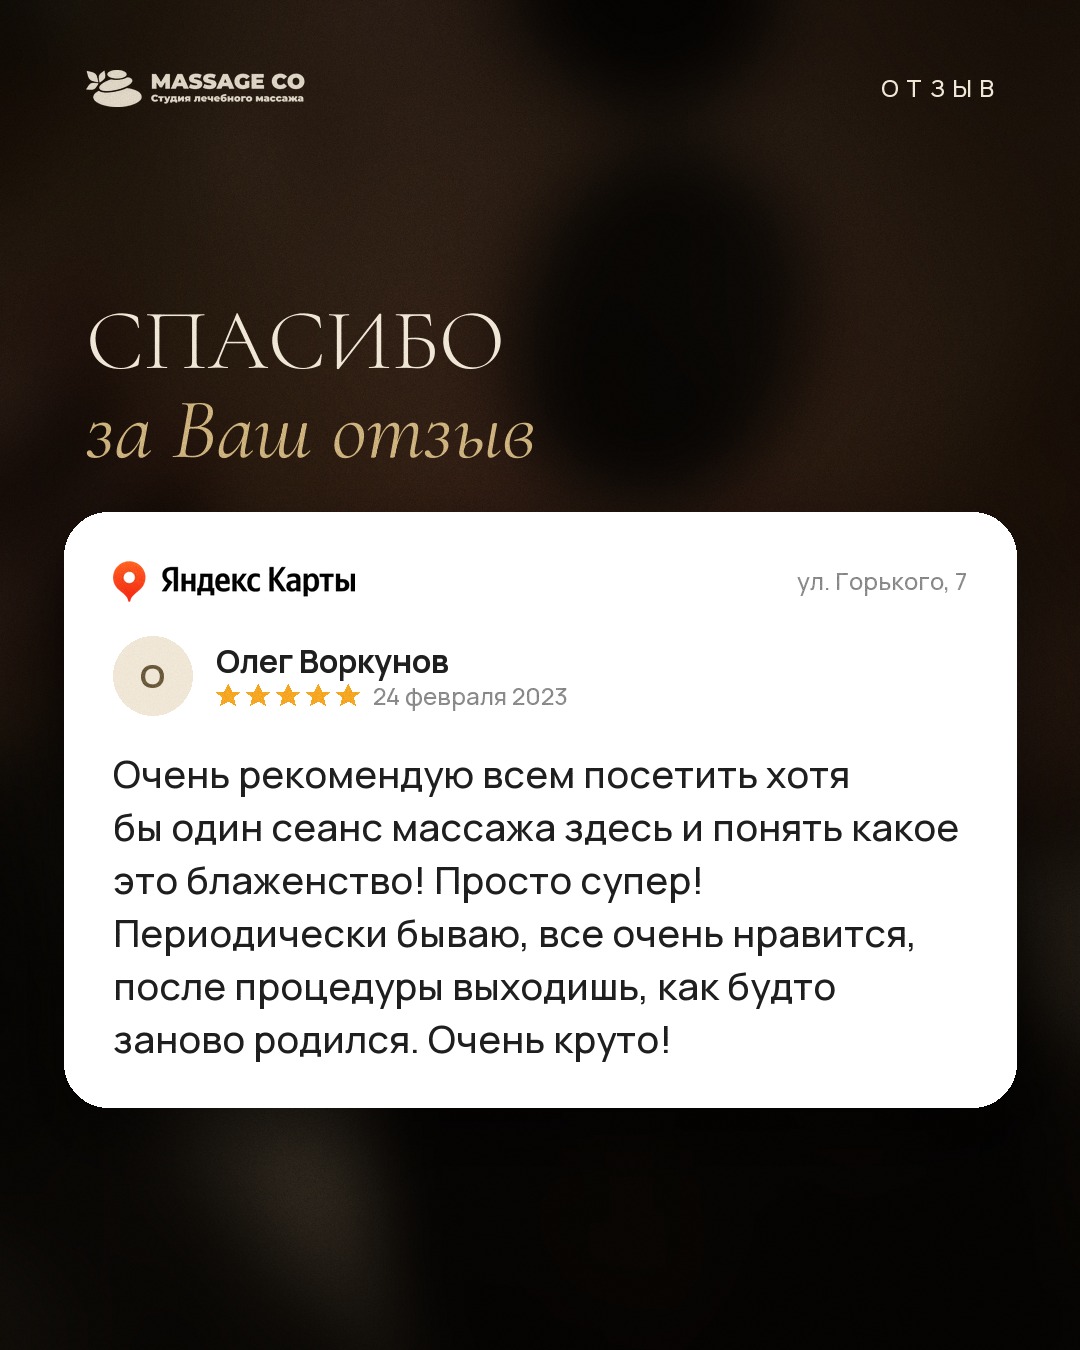 MASSAGE CO
Студия лечебного массажа
ОТЗЫВ
СПАСИБО
за Ваш отзыв
Яндекс Карты
ул. Горького, 7
О
Олег Воркунов
24 февраля 2023
Очень рекомендую всем посетить хотя
бы один сеанс массажа здесь и понять какое
это блаженство! Просто супер!
Периодически бываю, все очень нравится,
после процедуры выходишь, как будто
заново родился. Очень круто!